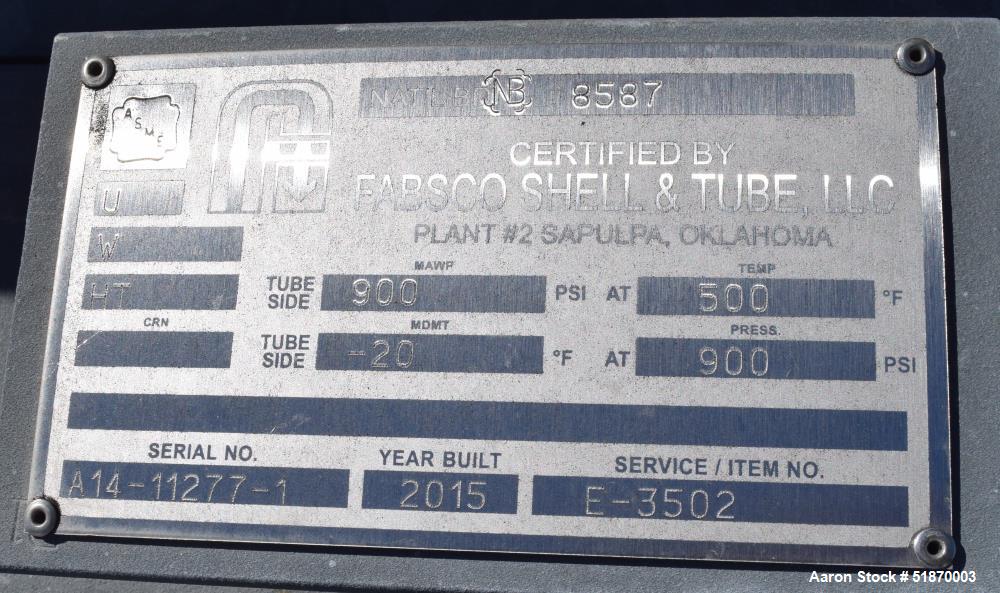 NAT'L B NB 8587
ASME
CERTIFIED BY
U
FABSCO SHELL & TUBE, LLC
W
PLANT #2 SAPULPA, OKLAHOMA
MAWP TEMP
HT TUBE SIDE 900 PSI AT 500 °F
CRN MDMT PRESS.
TUBE SIDE -20 °F AT 900 PSI
SERIAL NO. YEAR BUILT SERVICE / ITEM NO.
A14-11277-1 2015 E-3502
Aaron Stock # 51870003